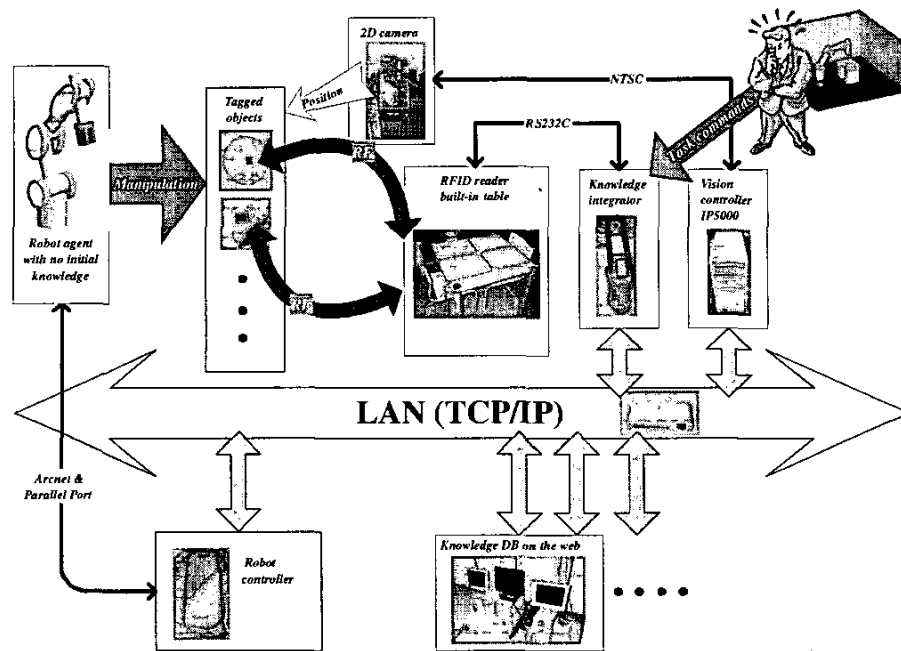 2D camera
NTSC
Position
Tagged
objects
RS232C
Task commands
RF
Manipulation
RFID reader
built-in table
Knowledge
integrator
Vision
controller
IP5000
Robot agent
with no initial
knowledge
RF
LAN (TCP/IP)
Arcnet &
Parallel Port
Robot
controller
Knowledge DB on the web